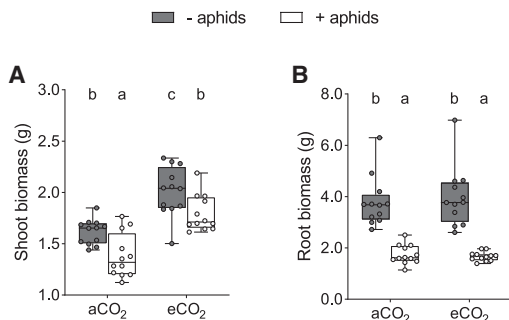 - aphids + aphids
A
b a c b
Shoot biomass (g)
3.0
2.5
2.0
1.5
1.0
aCO₂ eCO₂
B
b a b a
Root biomass (g)
8.0
6.0
4.0
2.0
0.0
aCO₂ eCO₂